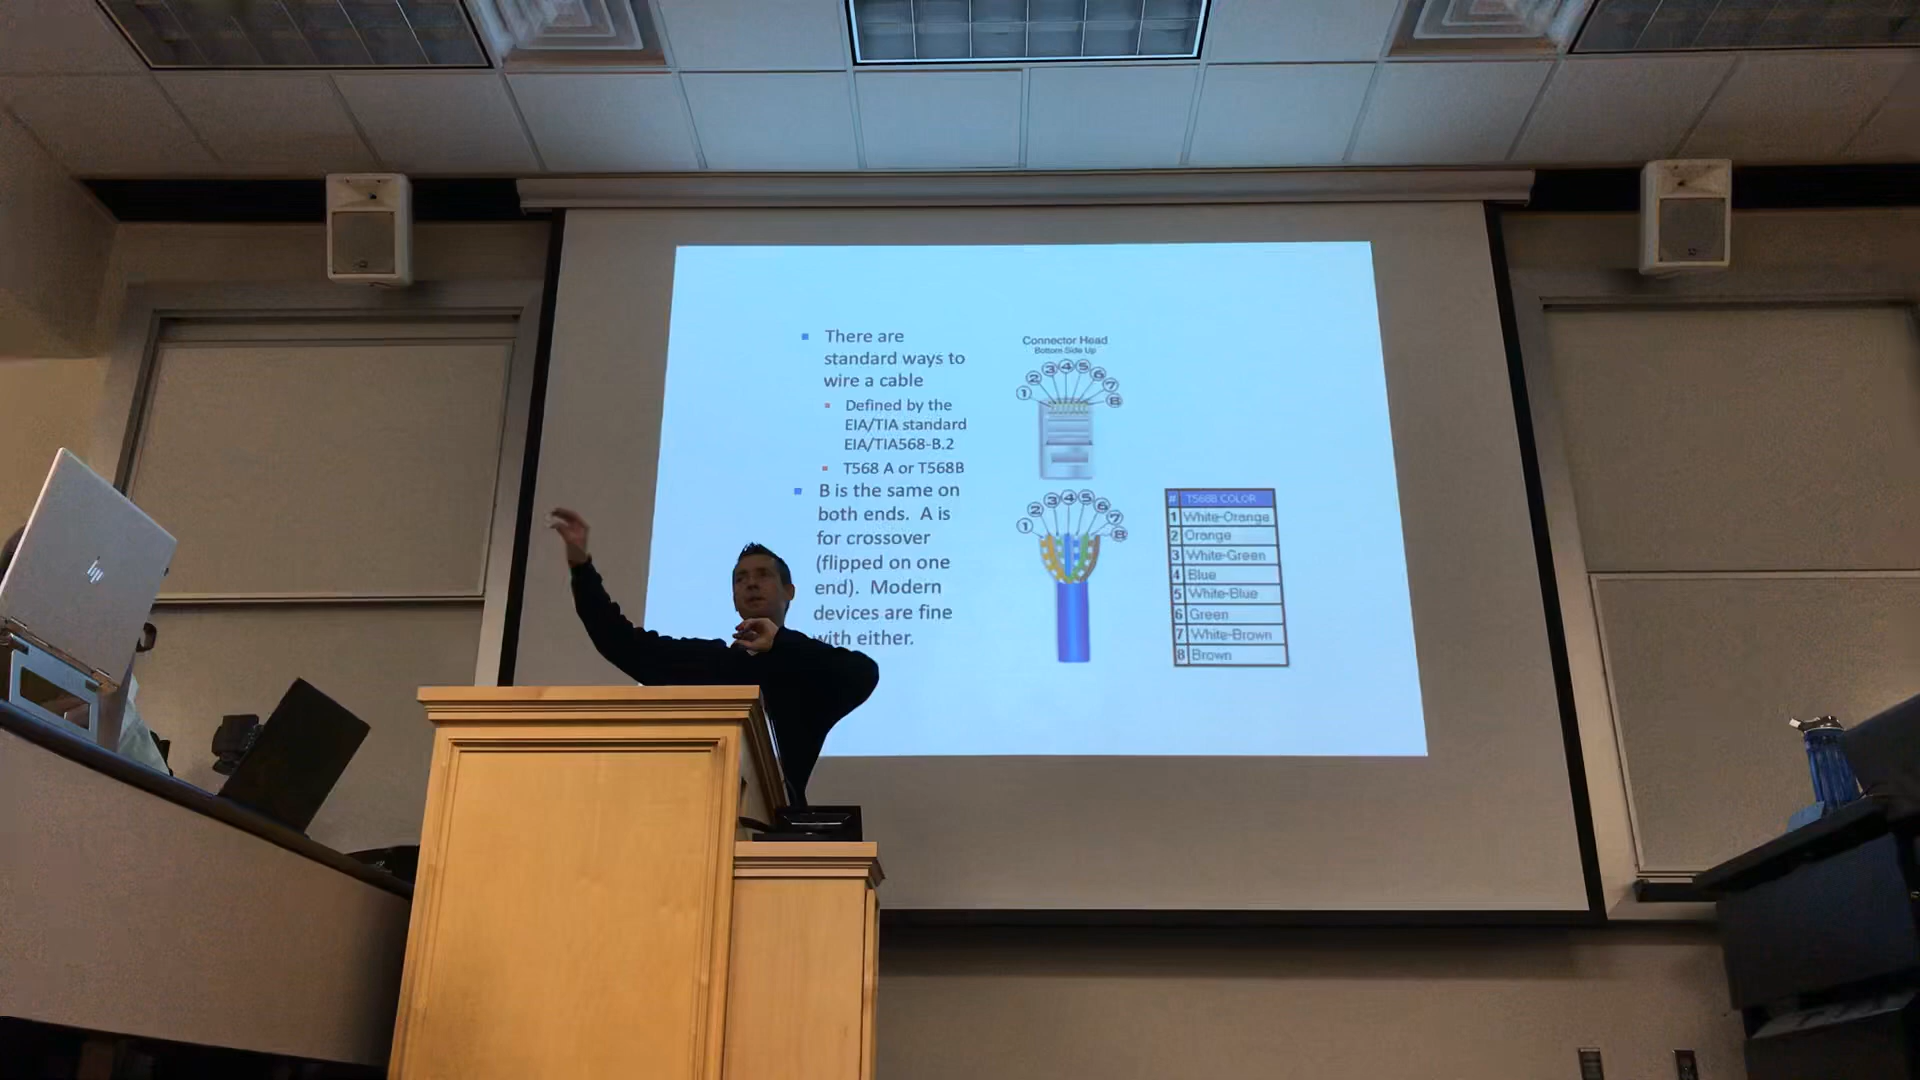 There are
standard ways to
wire a cable
Defined by the
EIA/TIA standard
EIA/TIA568-B.2
T568 A or T568B
B is the same on
both ends. A is
for crossover
(flipped on one
end). Modern
devices are fine
with either.
Connector Head
Bottom Side Up
1 2 3 4 5 6 7 8
1 2 3 4 5 6 7 8
# T568B COLOR
1 White-Orange
2 Orange
3 White-Green
4 Blue
5 White-Blue
6 Green
7 White-Brown
8 Brown
hp